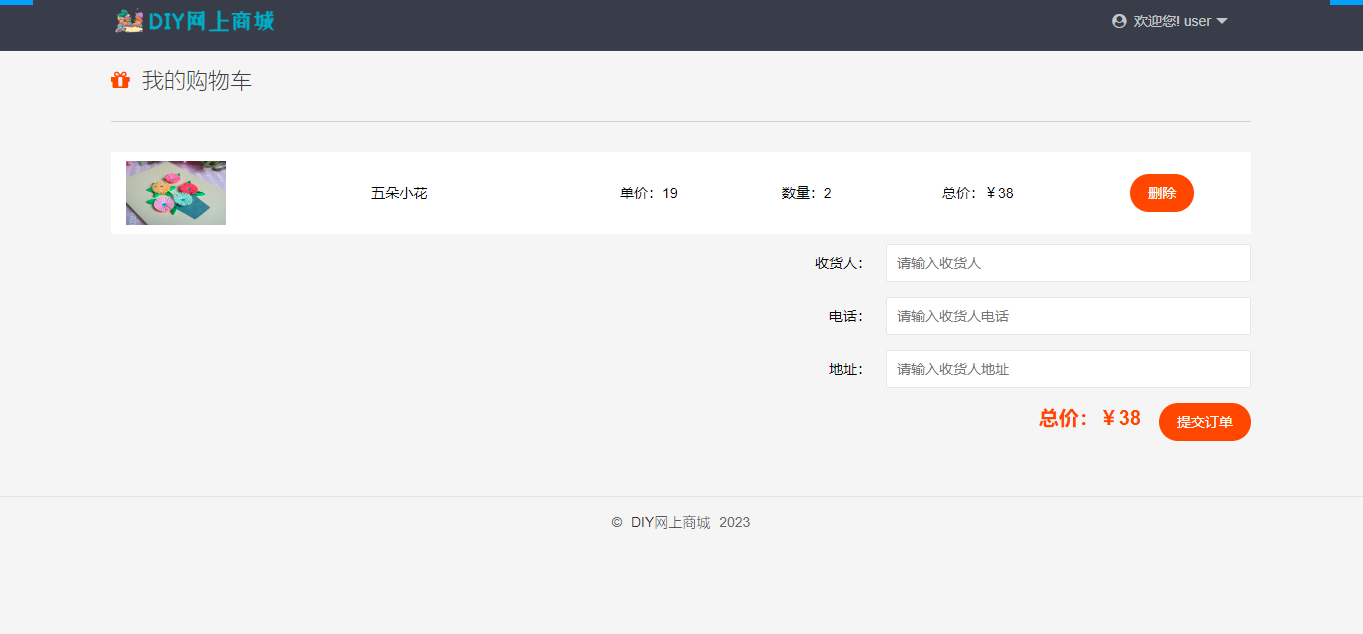 DIY网上商城
欢迎您! user
我的购物车
五朵小花 单价：19 数量：2 总价：￥38 删除
收货人： 请输入收货人
电话： 请输入收货人电话
地址： 请输入收货人地址
总价：￥38 提交订单
© DIY网上商城 2023